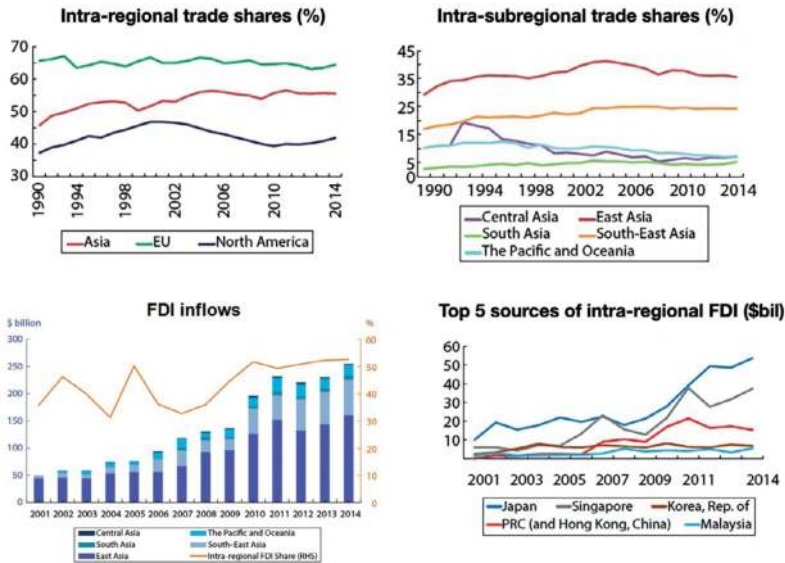 Intra-regional trade shares (%)
70
60
50
40
30
1990
1994
1998
2002
2006
2010
2014
Asia EU North America
Intra-subregional trade shares (%)
45
35
25
15
5
5
1990 1994 1998 2002 2006 2010 2014
Central Asia East Asia
South Asia South-East Asia
The Pacific and Oceania
FDI inflows
$ billion %
300
250
200
150
100
50
0
60
50
40
30
20
10
0
2001 2002 2003 2004 2005 2006 2007 2008 2009 2010 2011 2012 2013 2014
Central Asia The Pacific and Oceania
South Asia South-East Asia
East Asia Intra-regional FDI Share (RHS)
Top 5 sources of intra-regional FDI ($bil)
60
50
40
30
20
10
2001 2003 2005 2007 2009 2011 2014
Japan Singapore Korea, Rep. of
PRC (and Hong Kong, China) Malaysia